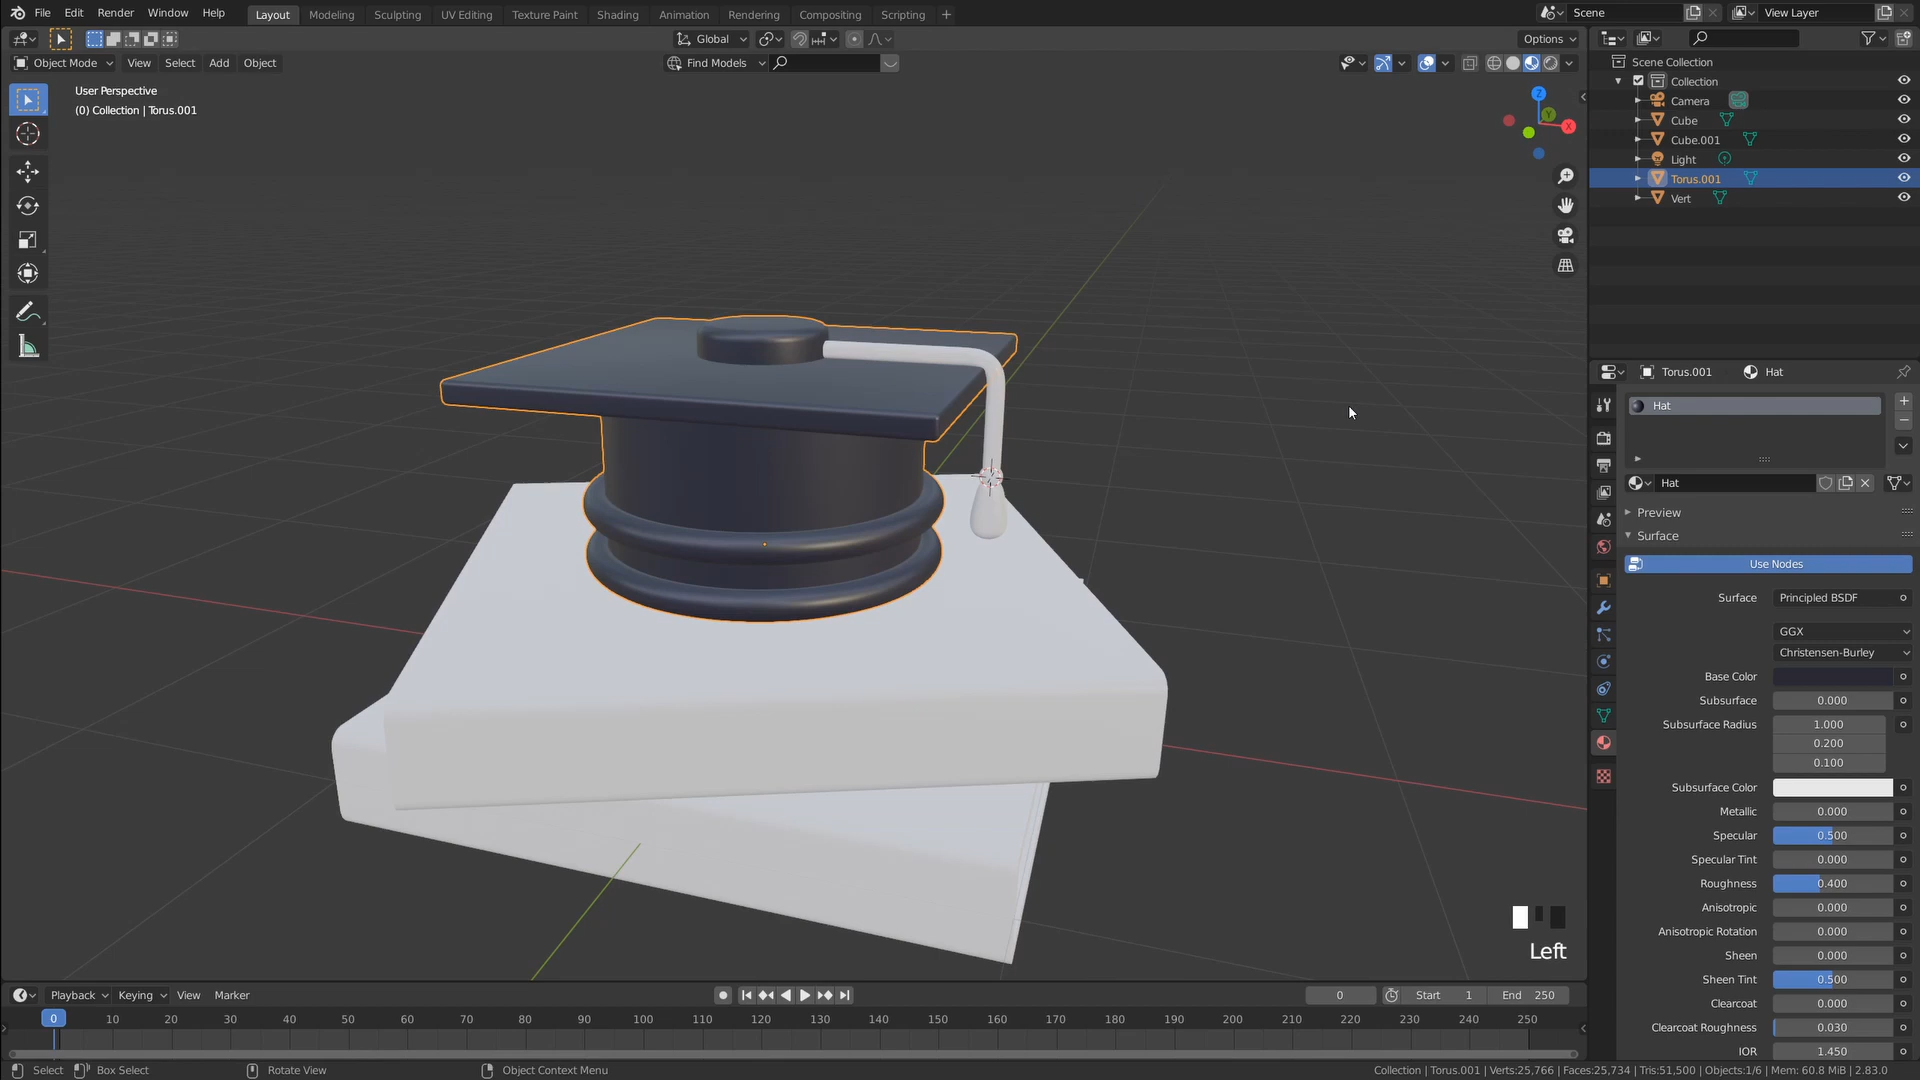 File Edit Render Window Help Layout Modeling Sculpting UV Editing Texture Paint Shading Animation Rendering Compositing Scripting + Scene View Layer
Global Options
Object Mode View Select Add Object Find Models
User Perspective
(0) Collection | Torus.001
Z
Y
X
Left
Scene Collection
Collection
Camera
Cube
Cube.001
Light
Torus.001
Vert
Torus.001 Hat
Hat
Hat
Preview
Surface
Use Nodes
Surface Principled BSDF
GGX
Christensen-Burley
Base Color
Subsurface 0.000
Subsurface Radius 1.000
0.200
0.100
Subsurface Color
Metallic 0.000
Specular 0.500
Specular Tint 0.000
Roughness 0.400
Anisotropic 0.000
Anisotropic Rotation 0.000
Sheen 0.000
Sheen Tint 0.500
Clearcoat 0.000
Clearcoat Roughness 0.030
IOR 1.450
Playback Keying View Marker 0 Start 1 End 250
0 10 20 30 40 50 60 70 80 90 100 110 120 130 140 150 160 170 180 190 200 210 220 230 240 250
Select Box Select Rotate View Object Context Menu Collection | Torus.001 | Verts:25,766 | Faces:25,734 | Tris:51,500 | Objects:1/6 | Mem: 60.8 MiB | 2.83.0